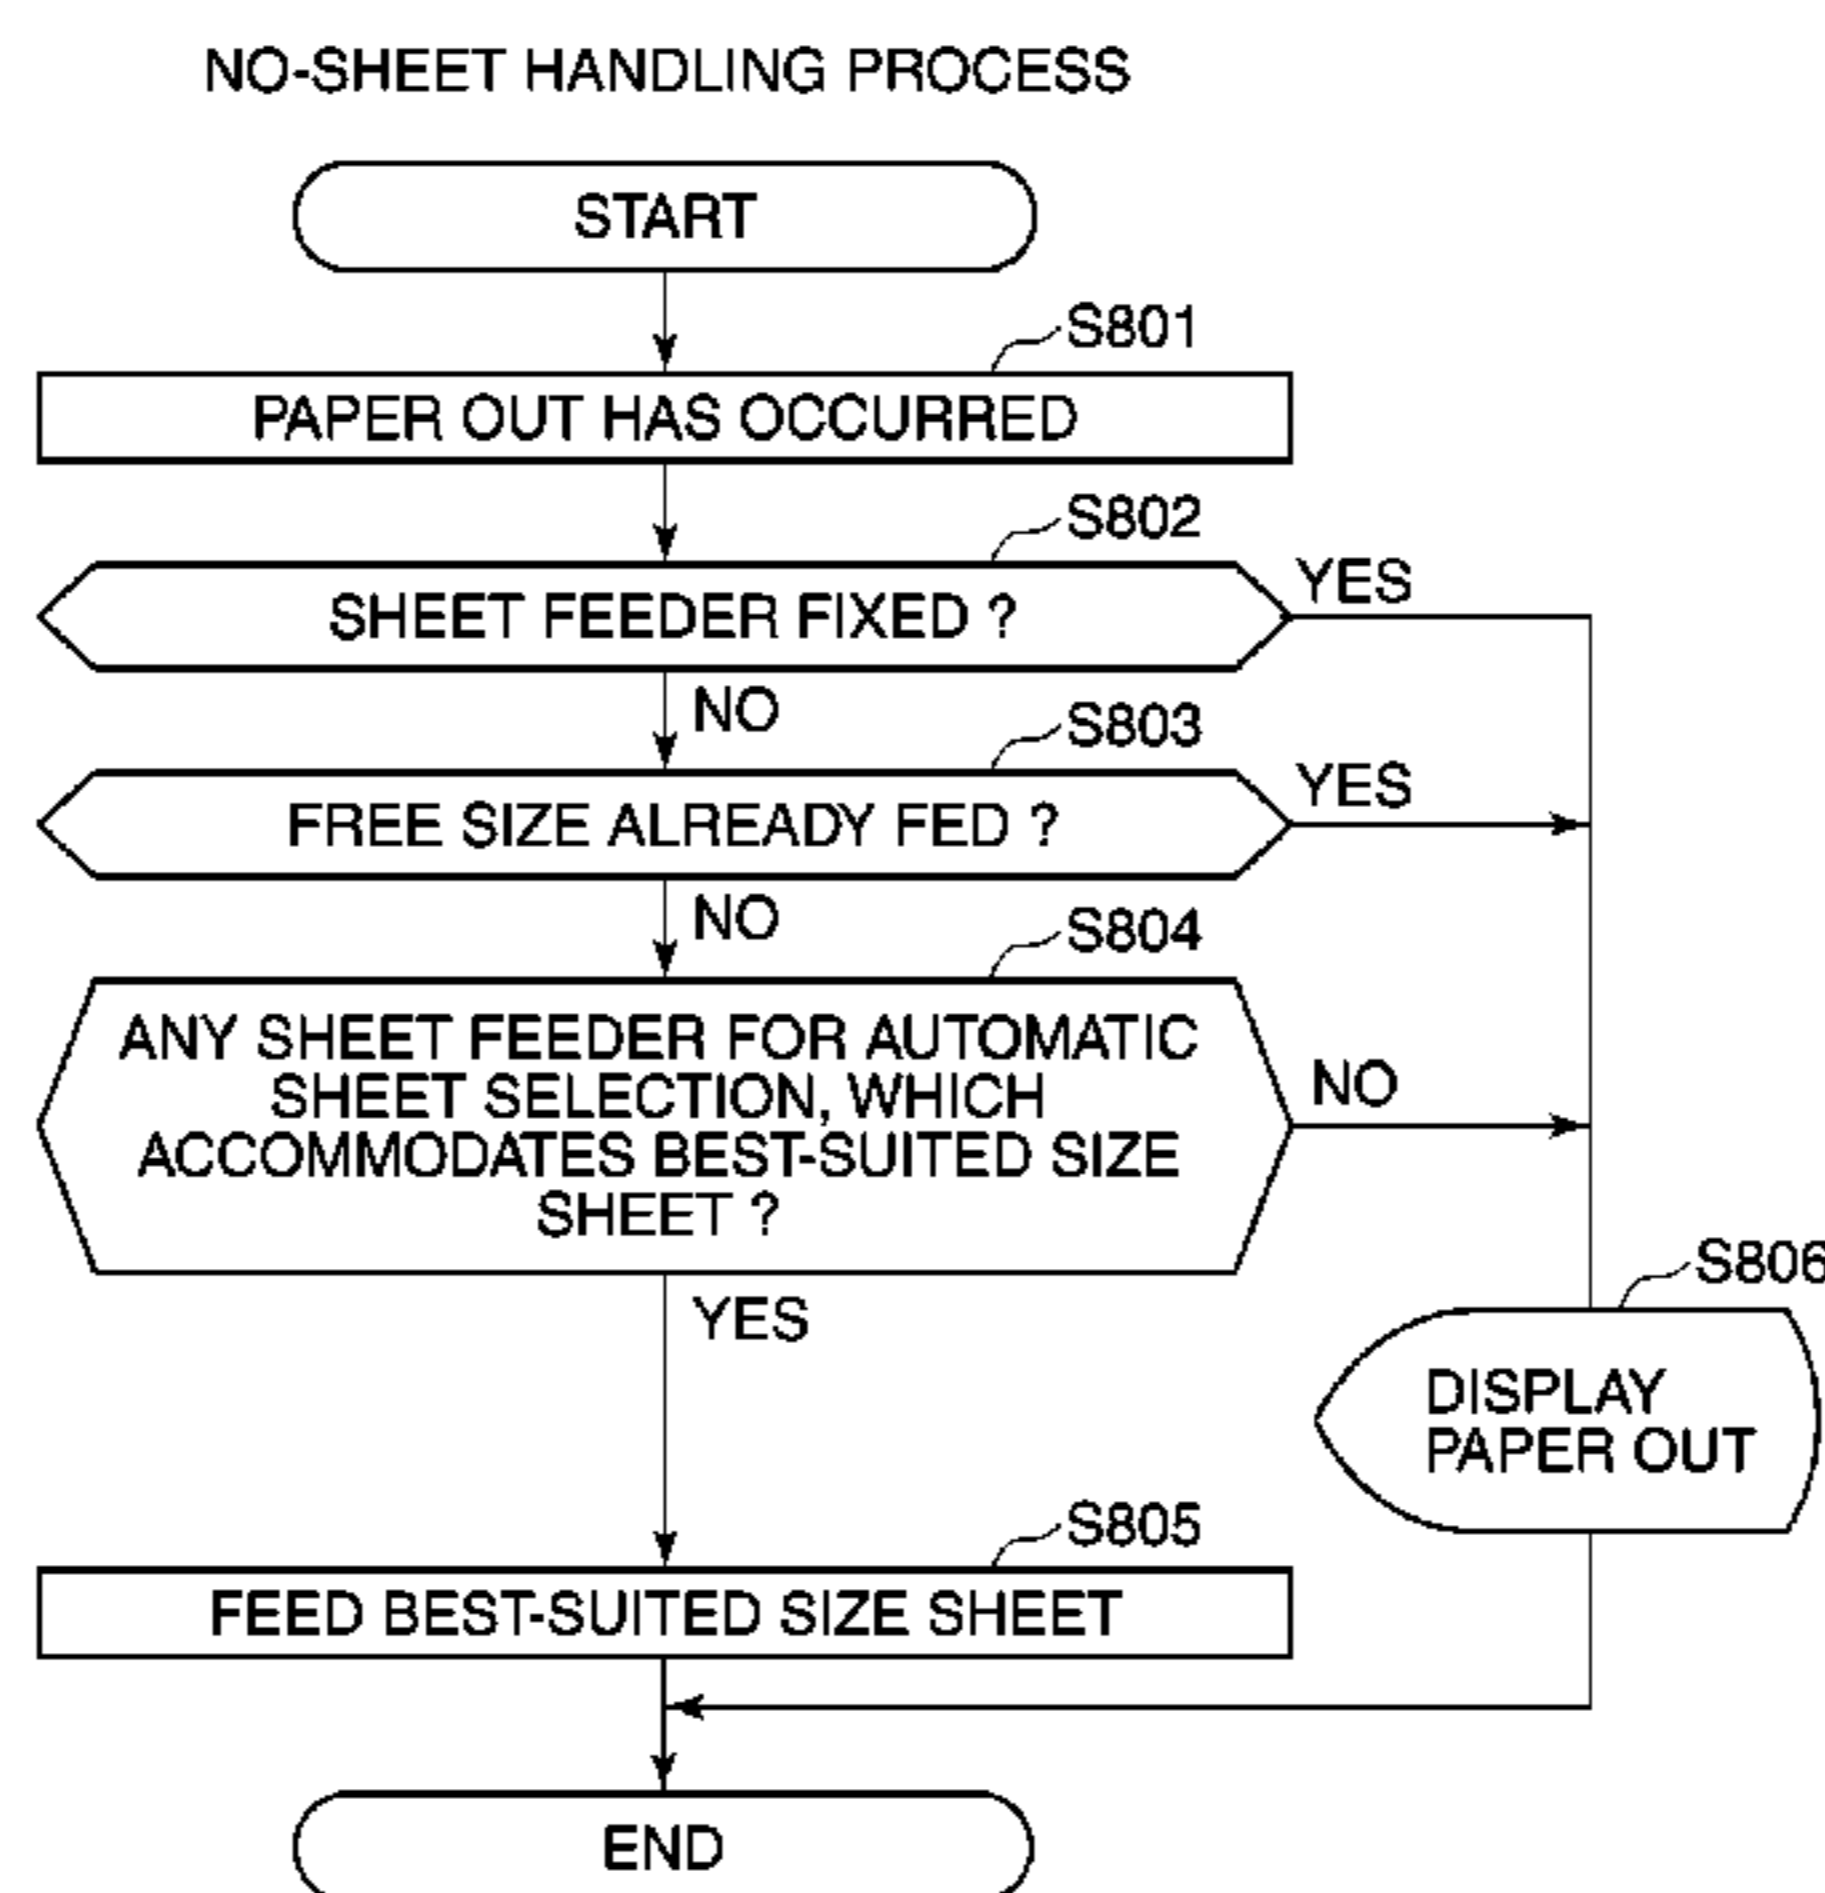 NO-SHEET HANDLING PROCESS
START
S801
PAPER OUT HAS OCCURRED
S802
SHEET FEEDER FIXED ?
YES
NO
S803
FREE SIZE ALREADY FED ?
YES
NO
S804
ANY SHEET FEEDER FOR AUTOMATIC
SHEET SELECTION, WHICH
ACCOMMODATES BEST-SUITED SIZE
SHEET ?
NO
YES
S806
DISPLAY
PAPER OUT
S805
FEED BEST-SUITED SIZE SHEET
END